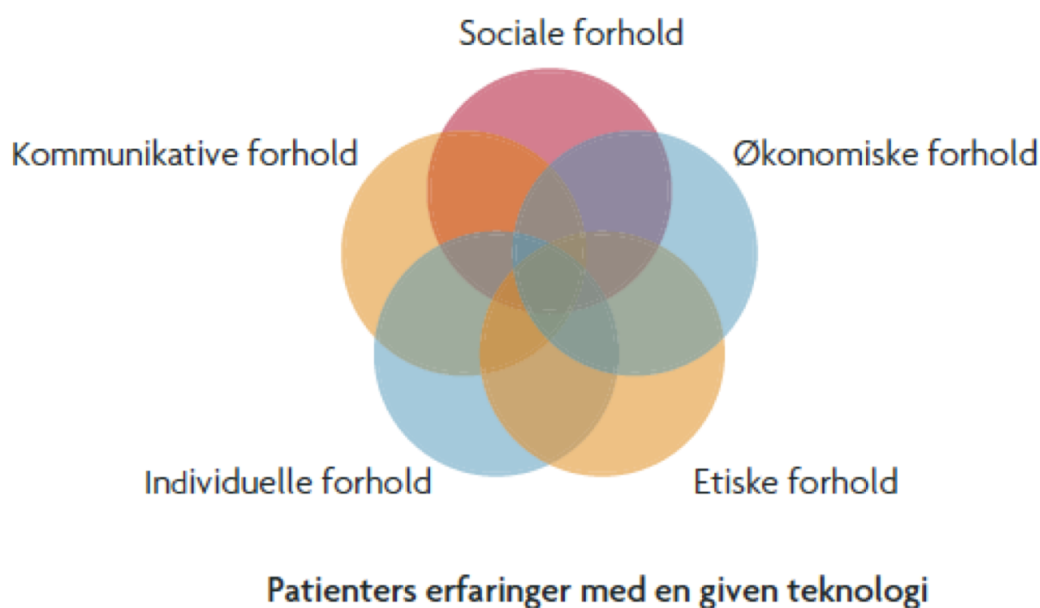 Sociale forhold
Kommunikative forhold
Økonomiske forhold
Individuelle forhold
Etiske forhold
Patienters erfaringer med en given teknologi